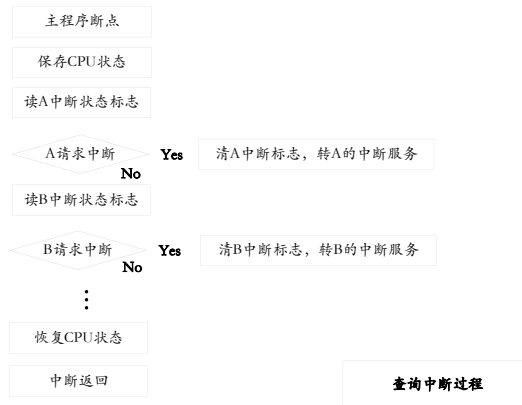 主程序断点
保存CPU状态
读A中断状态标志
A请求中断
Yes
清A中断标志，转A的中断服务
No
读B中断状态标志
B请求中断
Yes
清B中断标志，转B的中断服务
No
恢复CPU状态
中断返回
查询中断过程